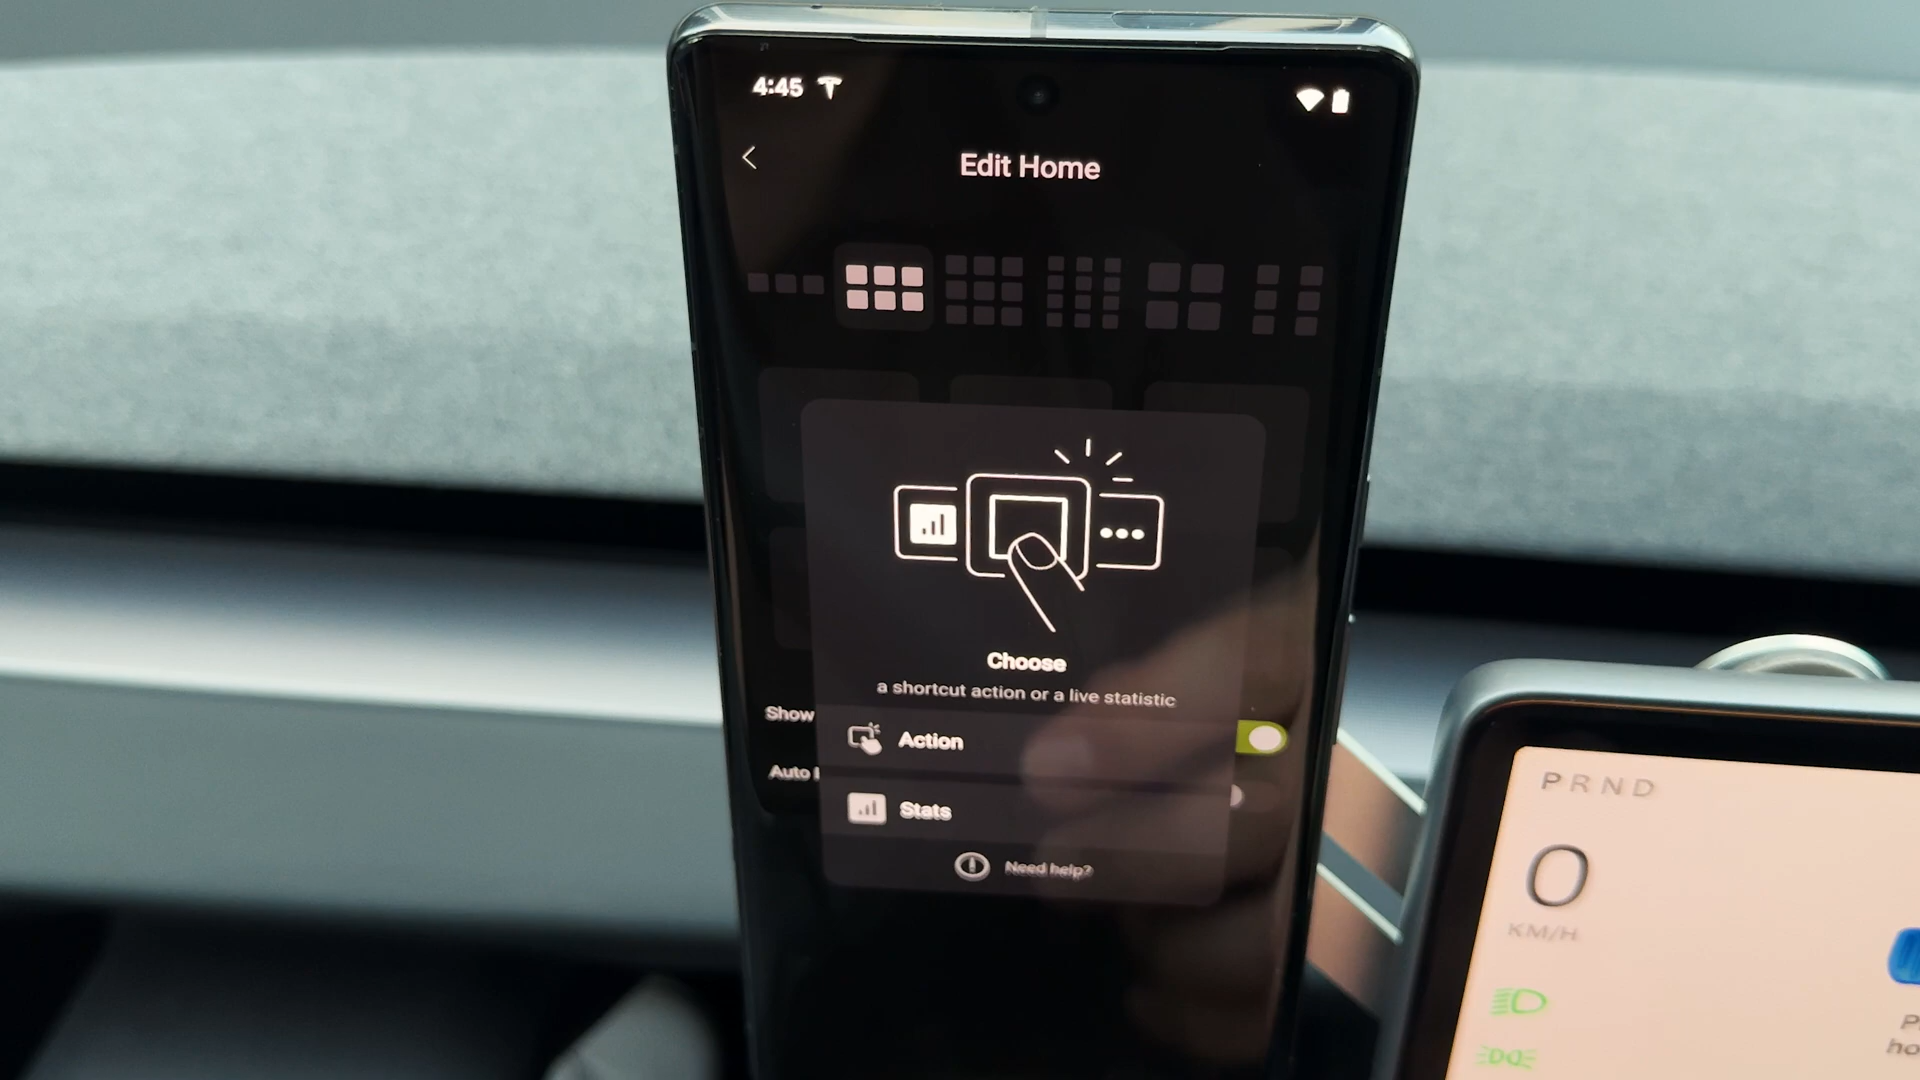 4:45
Edit Home
Choose
a shortcut action or a live statistic
Show
Action
Auto
Stats
Need help?
PRND
0
KM/H
P
ho